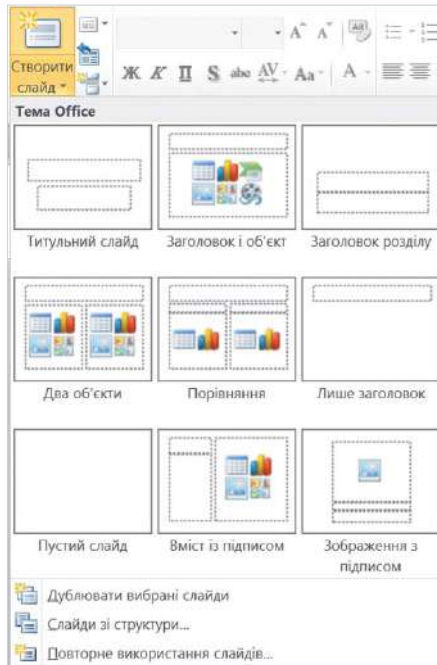 Створити
слайд
Ж К П S abc AV Aa A
Тема Office
Титульний слайд
Заголовок і об'єкт
Заголовок розділу
Два об'єкти
Порівняння
Лише заголовок
Пустий слайд
Вміст із підписом
Зображення з
підписом
Дублювати вибрані слайди
Слайди зі структури...
Повторне використання слайдів...